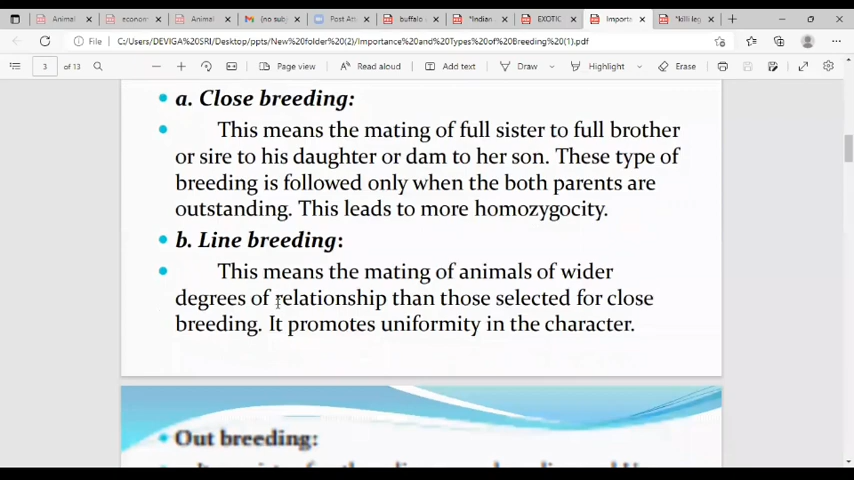 Animal
econom
Animal
(no subj
Post Att
buffalo
*Indian
EXOTIC
Importa
*killi leg
File
C:/Users/DEVIGA%20SRI/Desktop/ppts/New%20folder%20(2)/Importance%20and%20Types%20of%20Breeding%20(1).pdf
3 of 13
Page view
Read aloud
Add text
Draw
Highlight
Erase
• a. Close breeding:
• This means the mating of full sister to full brother
or sire to his daughter or dam to her son. These type of
breeding is followed only when the both parents are
outstanding. This leads to more homozygocity.
• b. Line breeding:
• This means the mating of animals of wider
degrees of relationship than those selected for close
breeding. It promotes uniformity in the character.
• Out breeding: